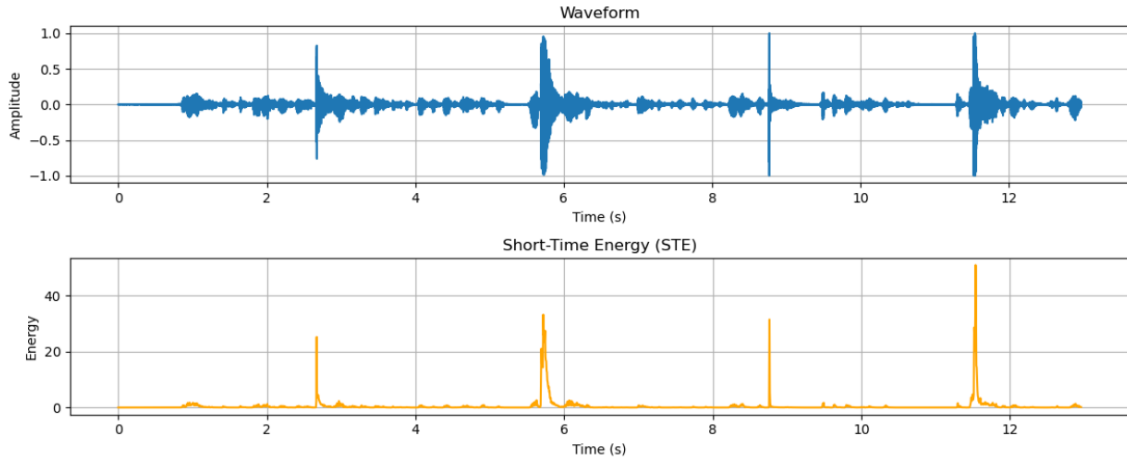 Waveform
1.0
0.5
0.0
−0.5
−1.0
Amplitude
0 2 4 6 8 10 12
Time (s)
Short-Time Energy (STE)
40
20
0
Energy
0 2 4 6 8 10 12
Time (s)